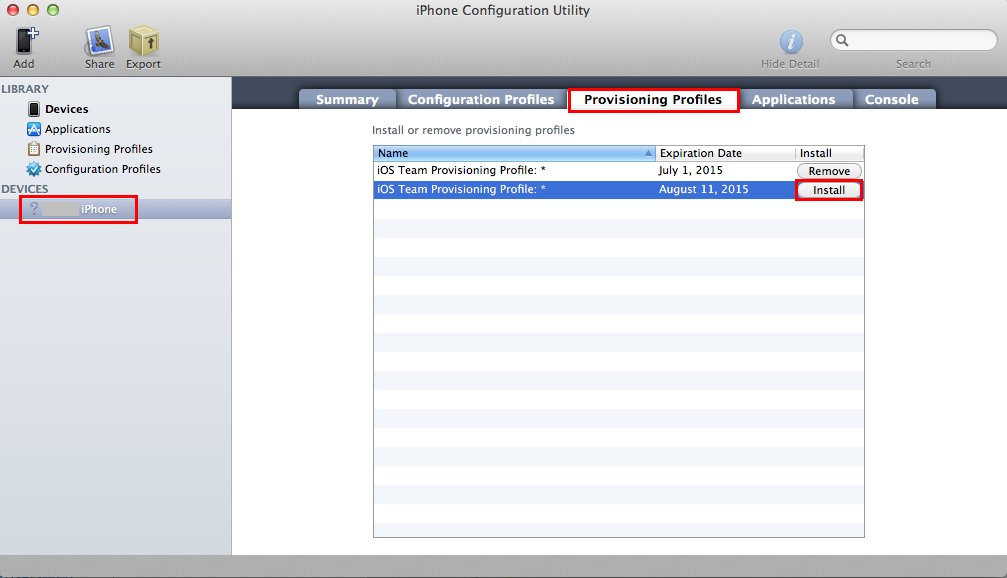 iPhone Configuration Utility
Add
Share
Export
Hide Detail
Search
LIBRARY
Devices
Applications
Provisioning Profiles
Configuration Profiles
DEVICES
? iPhone
Summary
Configuration Profiles
Provisioning Profiles
Applications
Console
Install or remove provisioning profiles
Name Expiration Date Install
iOS Team Provisioning Profile: * July 1, 2015 Remove
iOS Team Provisioning Profile: * August 11, 2015 Install